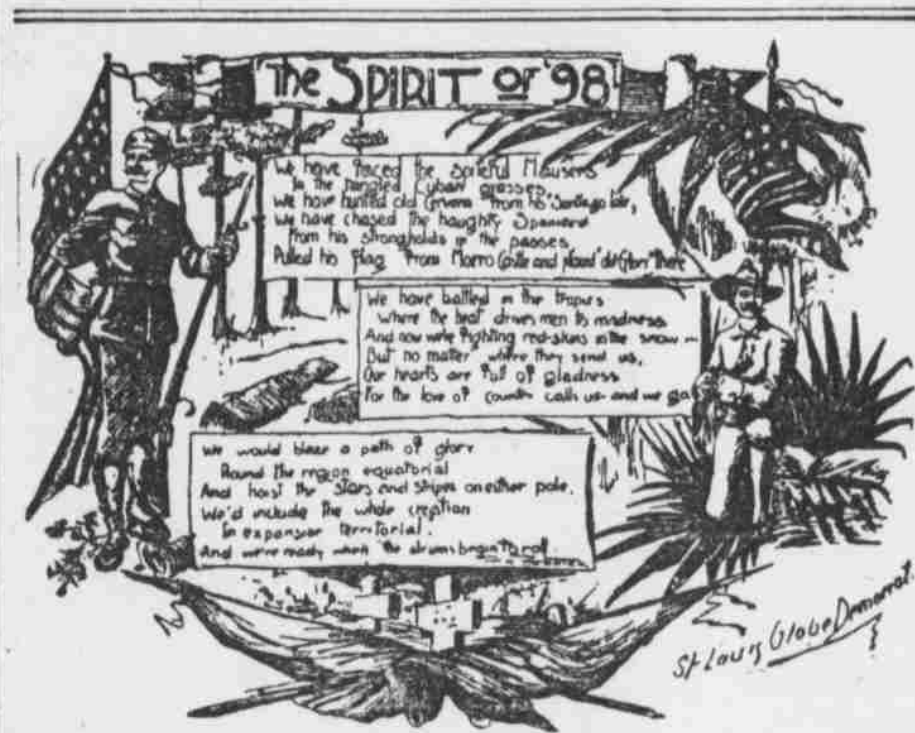 The SPIRIT OF '98
We have faced the spiteful Mausers
In the tangled Cuban grasses
We have hunted old Cervera from his Santiago lair,
We have chased the haughty Spaniard
From his strongholds in the passes
Pulled his flag from Morro Castle and placed "Old Glory" there
We have battled in the tropics
where the heat drives men to madness
And now we're fighting red-skins in the snow —
But no matter where they send us,
Our hearts are full of gladness
For the love of country calls us and we go
We would blaze a path of glory
Round the region equatorial
And hoist the stars and stripes on either pole.
We'd include the whole creation
In expansion territorial.
And we're ready when the drums begin to roll.
St Louis Globe Democrat.